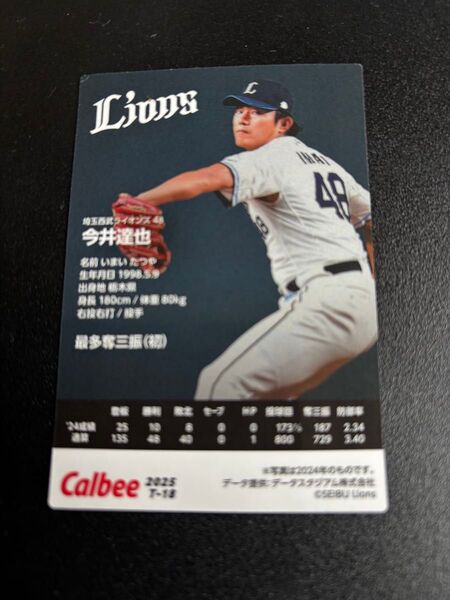 Lions
L
IMAI
48
埼玉西武ライオンズ 48
今井達也
名前 いまい たつや
生年月日 1998.5.9
出身地 栃木県
身長 180cm / 体重 80kg
右投右打 / 投手
最多奪三振(初)
登板 勝利 敗北 セーブ HP 投球回 奪三振 防御率
'24成績 25 10 8 0 0 173⅓ 187 2.34
通算 135 48 40 0 1 800 729 3.40
Calbee 2025 T-18
※写真は2024年のものです。
データ提供:データスタジアム株式会社
©SEIBU Lions